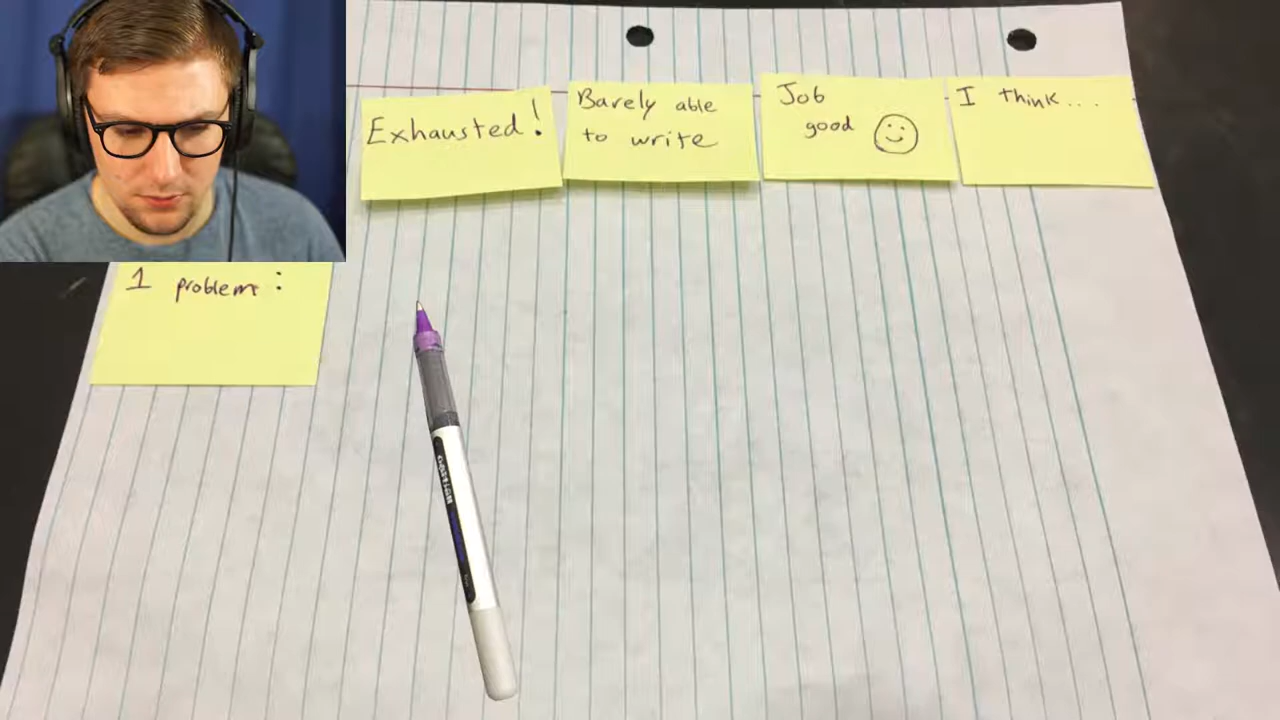 Exhausted!
Barely able
to write
Job
good
I think...
1 problem: